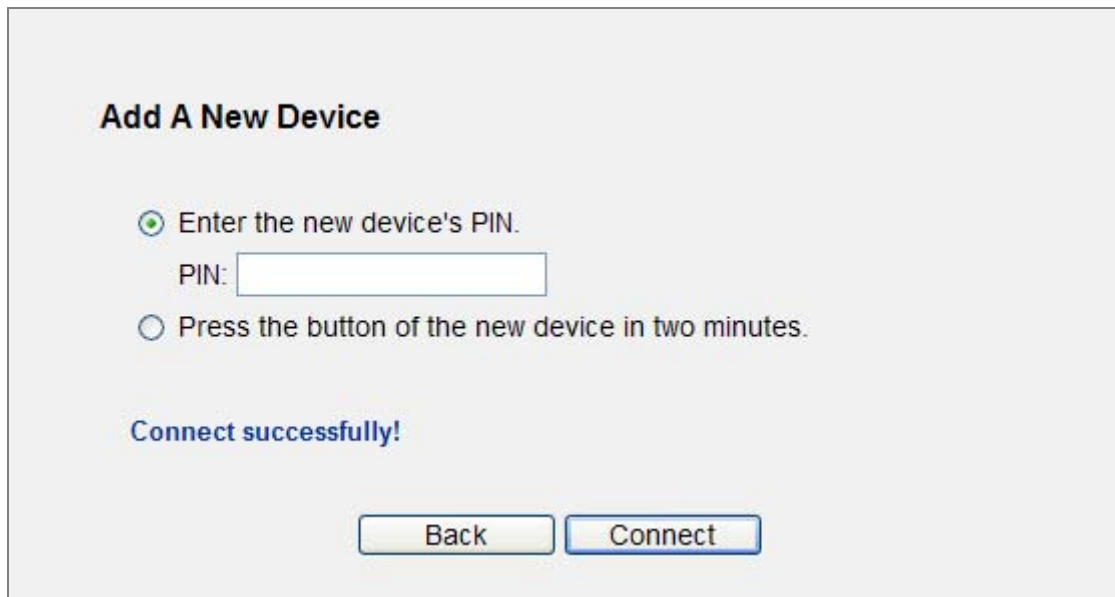 Add A New Device
Enter the new device's PIN.
PIN:
Press the button of the new device in two minutes.
Connect successfully!
Back Connect